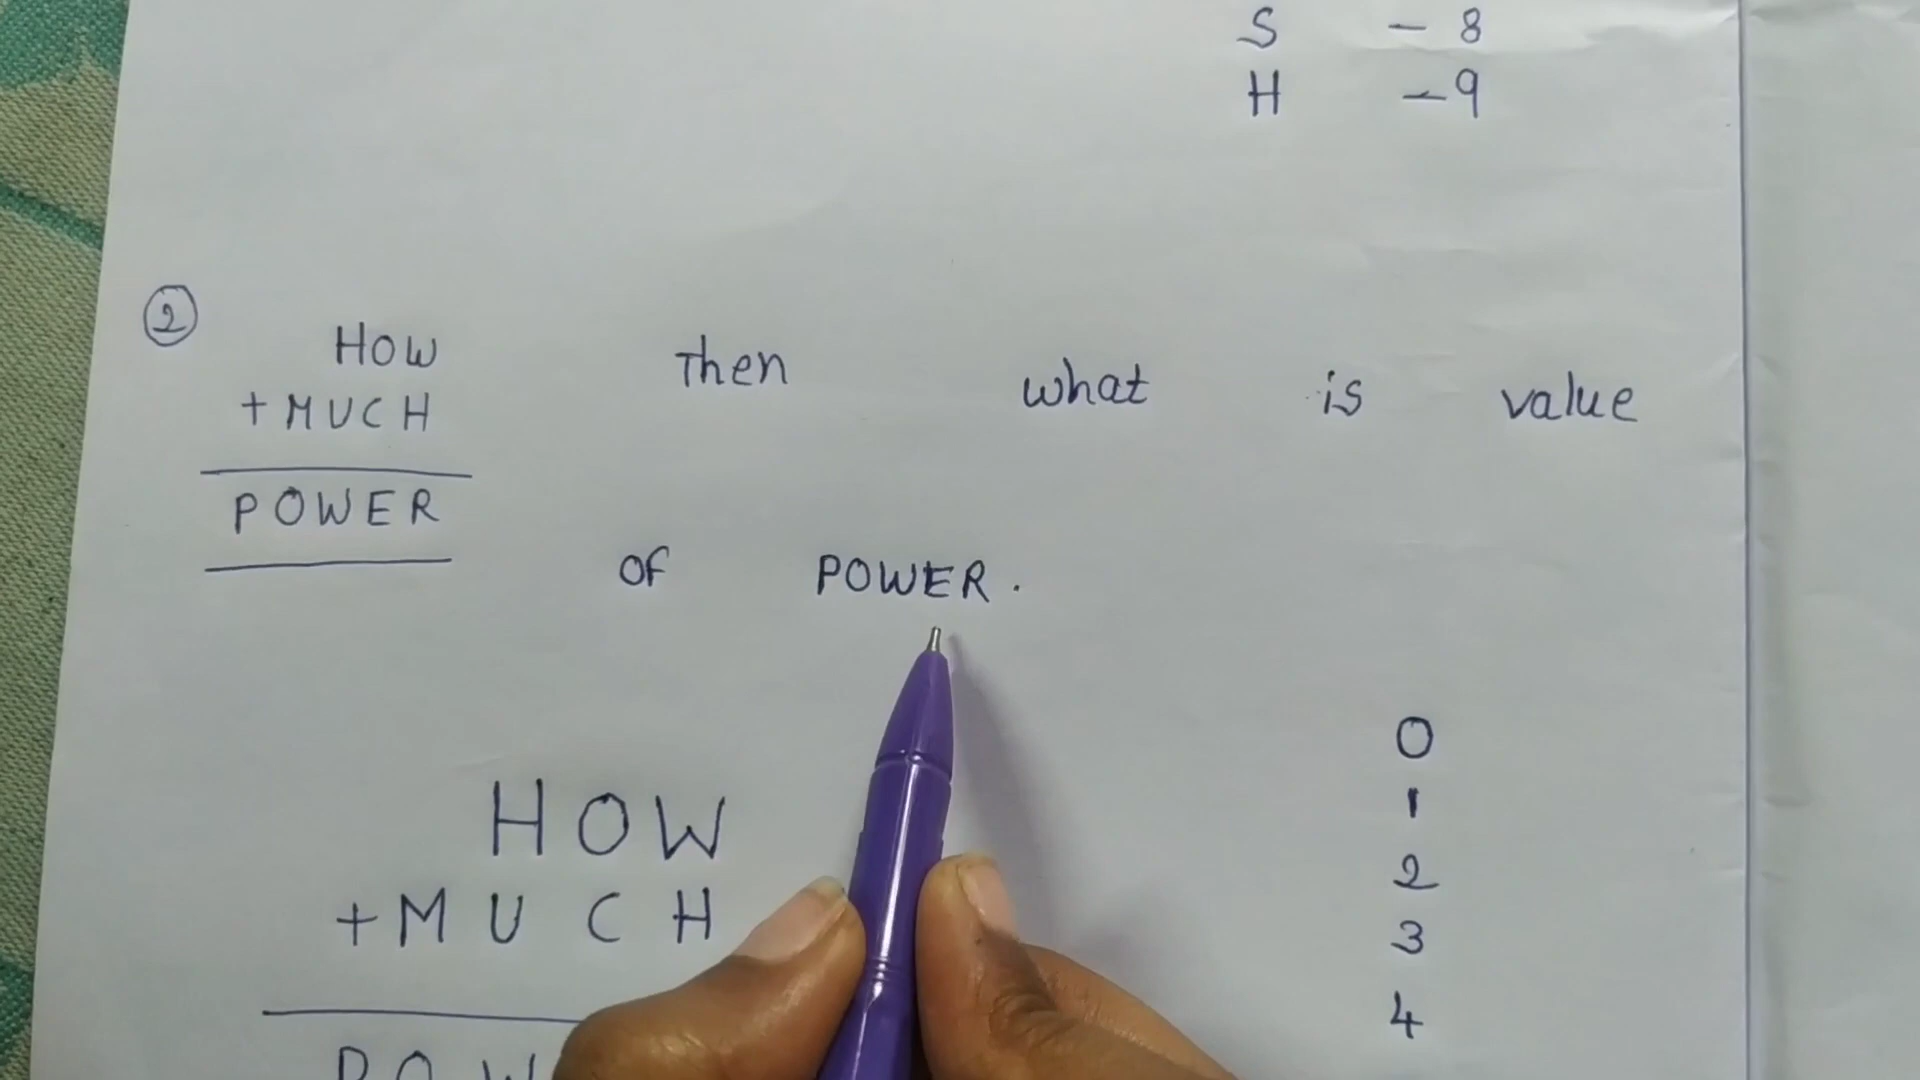 S - 8
H - 9
2
HOW Then what is value
+ MUCH
POWER
of POWER.
0
1
HOW
2
+ MUCH
3
4
POW